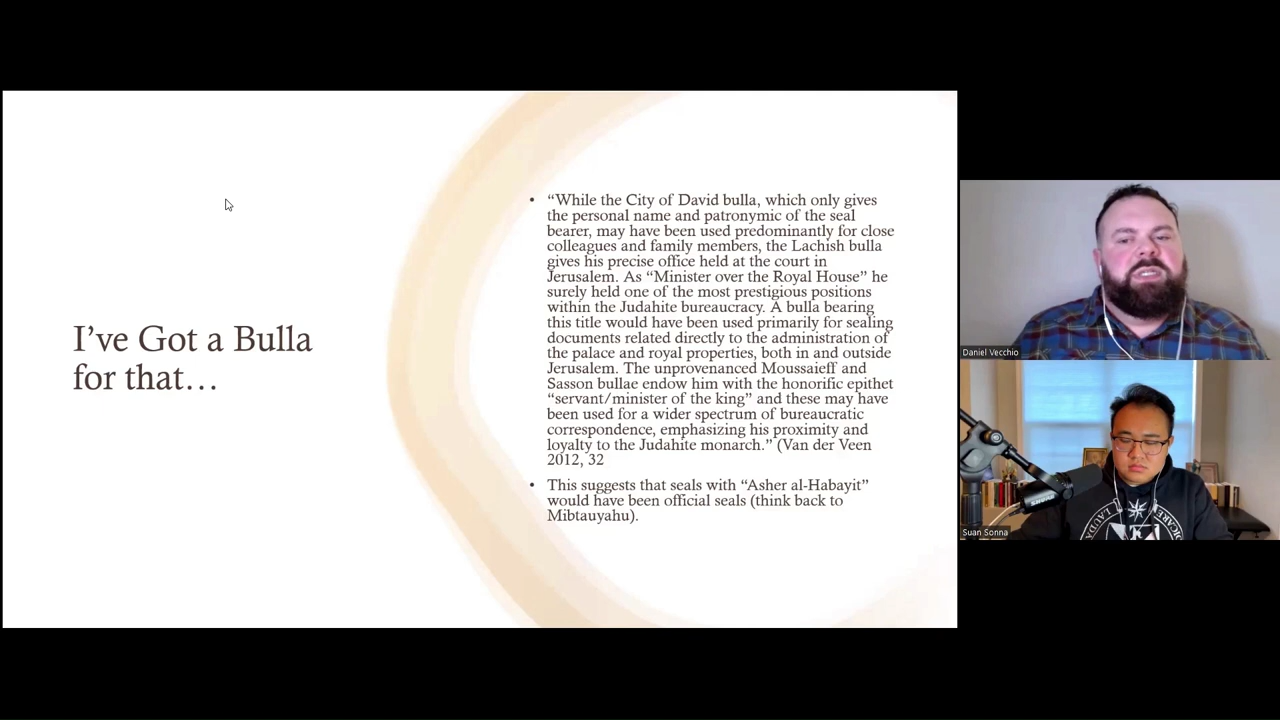 I’ve Got a Bulla
for that…
• “While the City of David bulla, which only gives
the personal name and patronymic of the seal
bearer, may have been used predominantly for close
colleagues and family members, the Lachish bulla
gives his precise office held at the court in
Jerusalem. As “Minister over the Royal House” he
surely held one of the most prestigious positions
within the Judahite bureaucracy. A bulla bearing
this title would have been used primarily for sealing
documents related directly to the administration of
the palace and royal properties, both in and outside
Jerusalem. The unprovenanced Moussaieff and
Sasson bullae endow him with the honorific epithet
“servant/minister of the king” and these may have
been used for a wider spectrum of bureaucratic
correspondence, emphasizing his proximity and
loyalty to the Judahite monarch.” (Van der Veen
2012, 32
• This suggests that seals with “Asher al-Habayit”
would have been official seals (think back to
Mibtauyahu).
Daniel Vecchio
Suan Sonna